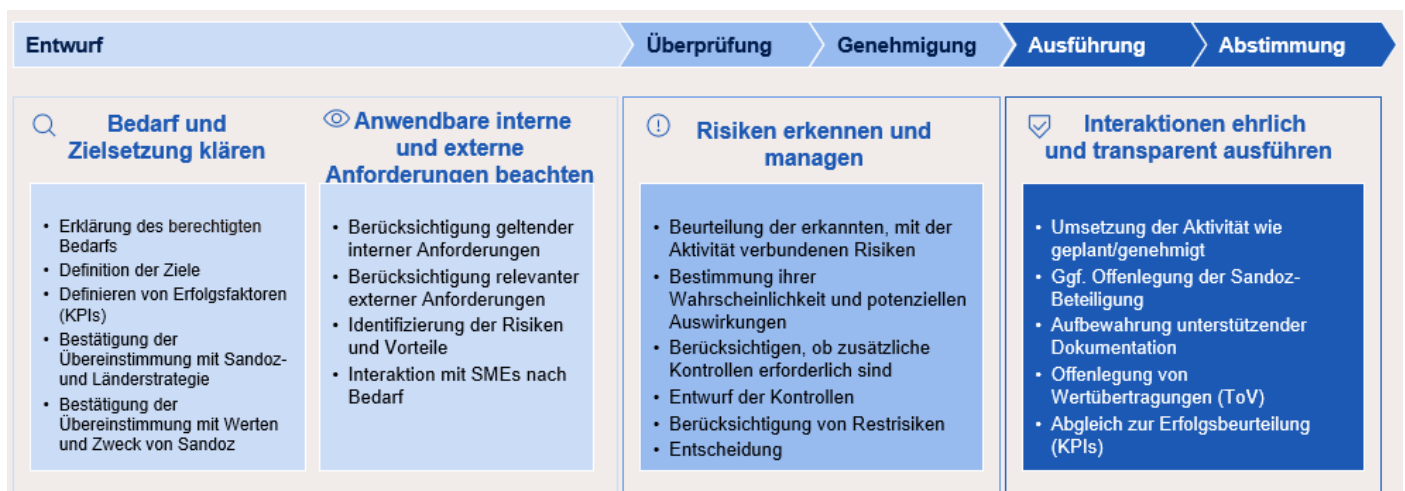 Entwurf
Überprüfung
Genehmigung
Ausführung
Abstimmung
Bedarf und
Zielsetzung klären
• Erklärung des berechtigten
Bedarfs
• Definition der Ziele
• Definieren von Erfolgsfaktoren
(KPIs)
• Bestätigung der
Übereinstimmung mit Sandoz-
und Länderstrategie
• Bestätigung der
Übereinstimmung mit Werten
und Zweck von Sandoz
Anwendbare interne
und externe
Anforderungen beachten
• Berücksichtigung geltender
interner Anforderungen
• Berücksichtigung relevanter
externer Anforderungen
• Identifizierung der Risiken
und Vorteile
• Interaktion mit SMEs nach
Bedarf
Risiken erkennen und
managen
• Beurteilung der erkannten, mit der
Aktivität verbundenen Risiken
• Bestimmung ihrer
Wahrscheinlichkeit und potenziellen
Auswirkungen
• Berücksichtigen, ob zusätzliche
Kontrollen erforderlich sind
• Entwurf der Kontrollen
• Berücksichtigung von Restrisiken
• Entscheidung
Interaktionen ehrlich
und transparent ausführen
• Umsetzung der Aktivität wie
geplant/genehmigt
• Ggf. Offenlegung der Sandoz-
Beteiligung
• Aufbewahrung unterstützender
Dokumentation
• Offenlegung von
Wertübertragungen (ToV)
• Abgleich zur Erfolgsbeurteilung
(KPIs)